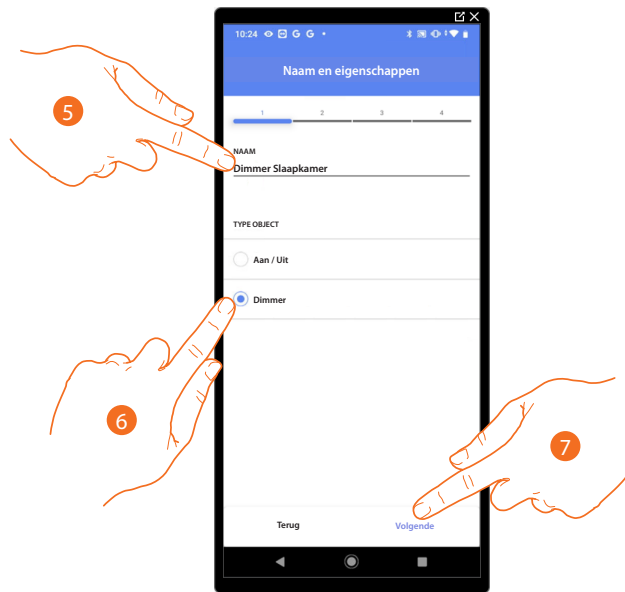 10:24 G G
Naam en eigenschappen
1 2 3 4
NAAM
5
Dimmer Slaapkamer
TYPE OBJECT
Aan / Uit
Dimmer
6
7
Terug Volgende